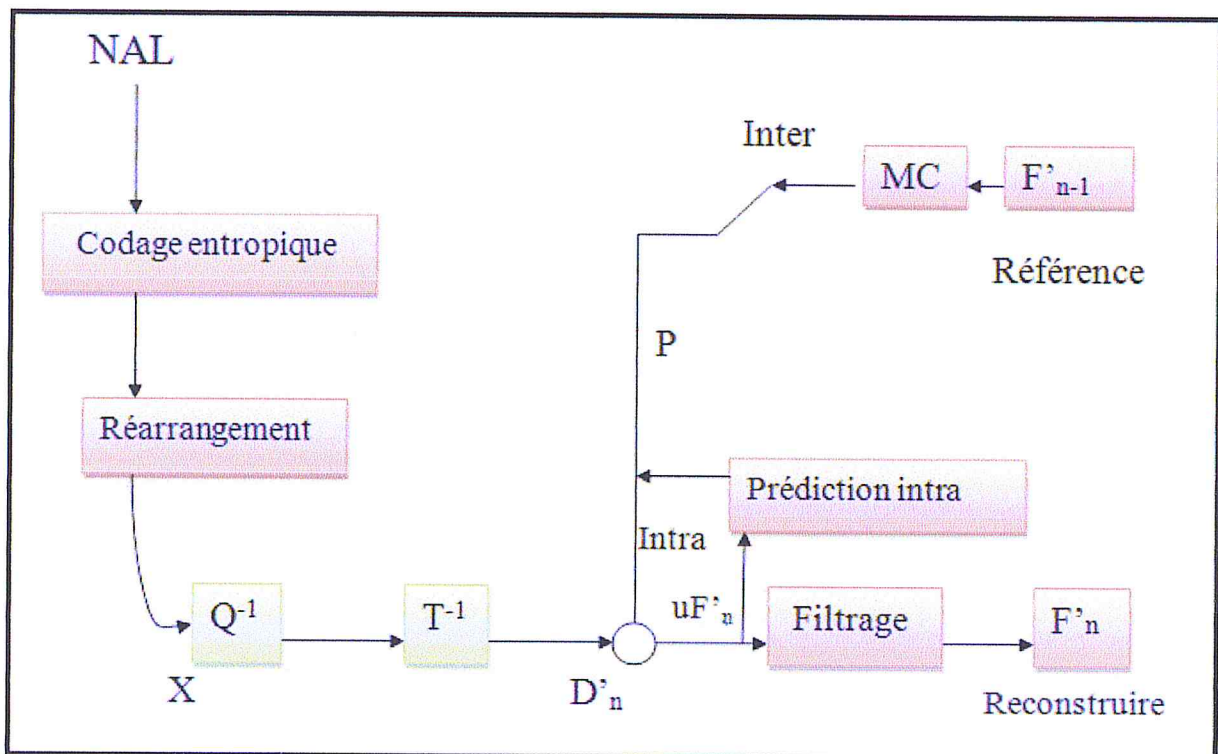 NAL
Inter
MC
F'n-1
Codage entropique
Référence
P
Réarrangement
Prédiction intra
Intra
Q-1
T-1
uF'n
Filtrage
F'n
X
D'n
Reconstruire